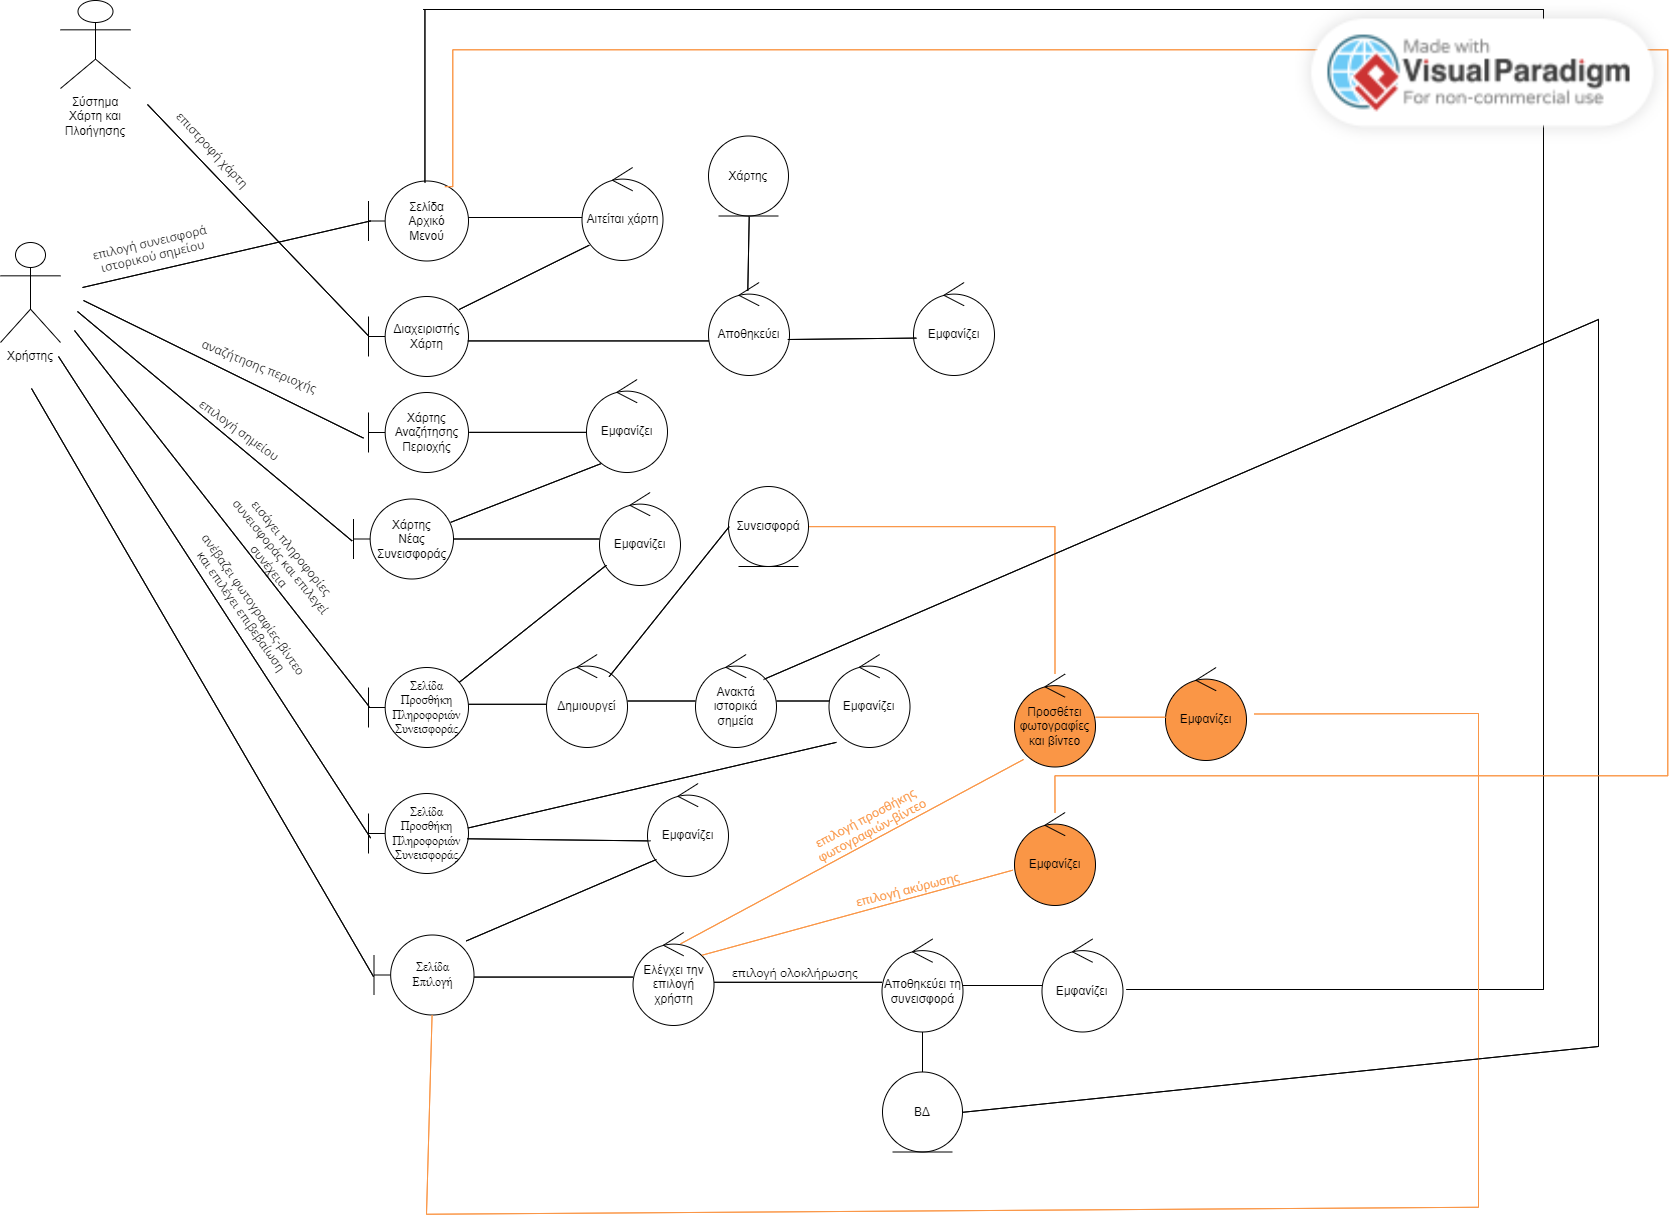 Made with
Visual Paradigm
For non-commercial use
Σύστημα
Χάρτη και
Πλοήγησης
επιστροφή χάρτη
Χάρτης
Σελίδα
Αρχικό
Μενού
Αιτείται χάρτη
επιλογή συνεισφορά
ιστορικού σημείου
Διαχειριστής
Χάρτη
Αποθηκεύει
Εμφανίζει
Χρήστης
αναζήτησης περιοχής
Χάρτης
Αναζήτησης
Περιοχής
Εμφανίζει
επιλογή σημείου
Χάρτης
Νέας
Συνεισφοράς
Εμφανίζει
Συνεισφορά
εισάγει πληροφορίες
συνεισφοράς και επιλεγεί
συνέχεια
ανέβαζει φωτογραφίες-βίντεο
και επιλέγει επιβεβαίωση
Σελίδα
Προσθήκη
Πληροφοριών
Συνεισφοράς
Δημιουργεί
Ανακτά
ιστορικά
σημεία
Εμφανίζει
Προσθέτει
φωτογραφίες
και βίντεο
Εμφανίζει
Σελίδα
Προσθήκη
Πληροφοριών
Συνεισφοράς
Εμφανίζει
επιλογή προσθήκης
φωτογραφιών-βίντεο
Εμφανίζει
επιλογή ακύρωσης
Σελίδα
Επιλογή
Ελέγχει την
επιλογή
χρήστη
επιλογή ολοκλήρωσης
Αποθηκεύει τη
συνεισφορά
Εμφανίζει
ΒΔ